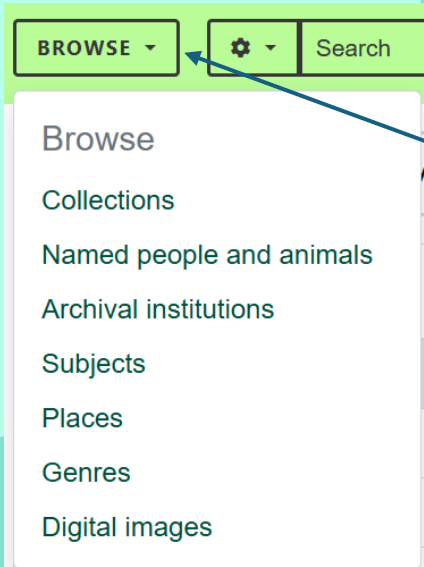 BROWSE
Search
Browse
Collections
Named people and animals
Archival institutions
Subjects
Places
Genres
Digital images